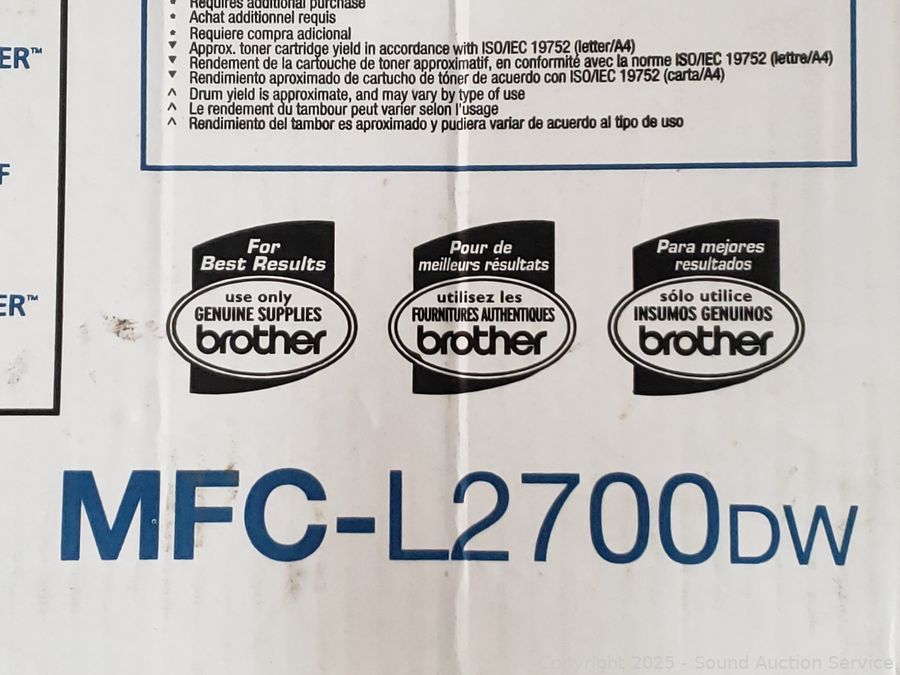 * Requires additional purchase
* Achat additionnel requis
* Requiere compra adicional
▼ Approx. toner cartridge yield in accordance with ISO/IEC 19752 (letter/A4)
▼ Rendement de la cartouche de toner approximatif, en conformité avec la norme ISO/IEC 19752 (lettre/A4)
▼ Rendimiento aproximado de cartucho de tóner de acuerdo con ISO/IEC 19752 (carta/A4)
^ Drum yield is approximate, and may vary by type of use
^ Le rendement du tambour peut varier selon l'usage
^ Rendimiento del tambor es aproximado y pudiera variar de acuerdo al tipo de uso
ER™
F
ER™
For
Best Results
use only
GENUINE SUPPLIES
brother
Pour de
meilleurs résultats
utilisez les
FOURNITURES AUTHENTIQUES
brother
Para mejores
resultados
sólo utilice
INSUMOS GENUINOS
brother
MFC-L2700DW
Copyright 2025 - Sound Auction Service